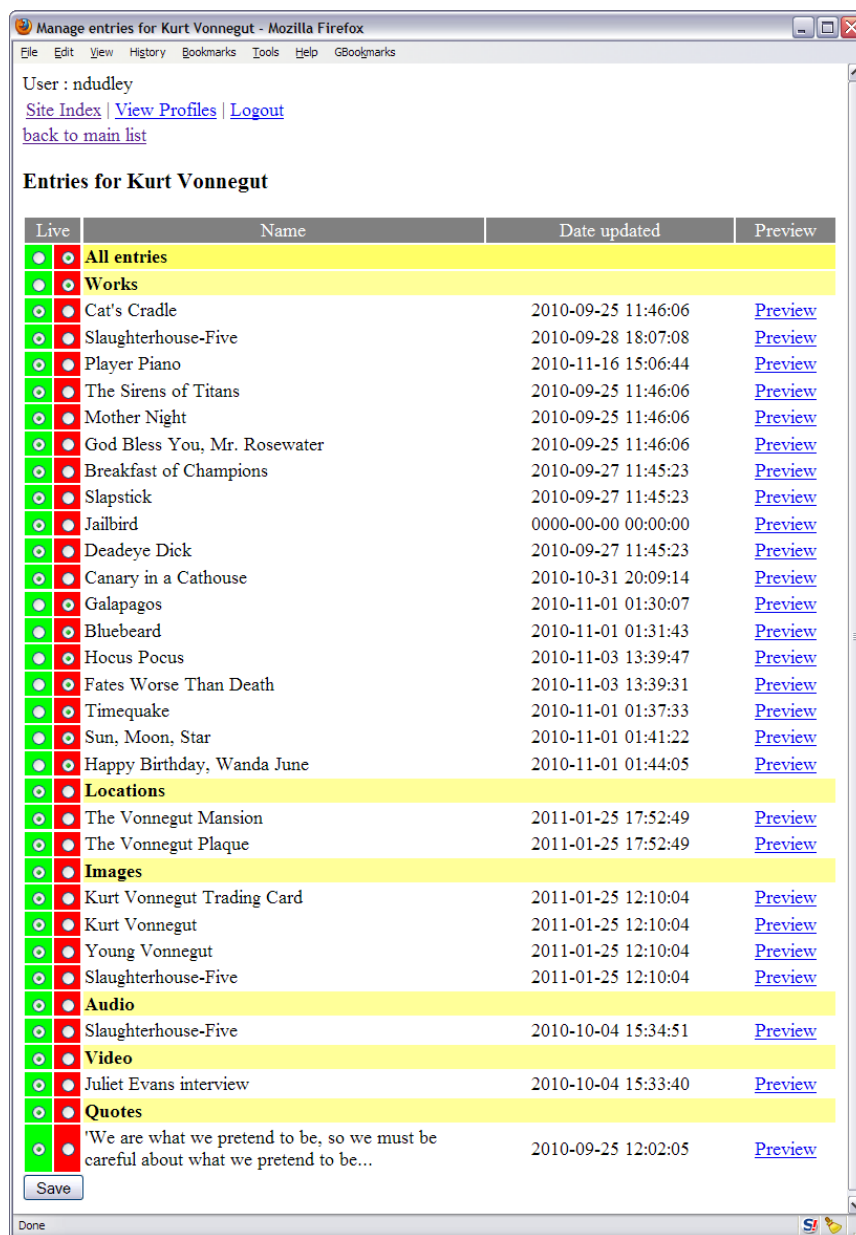 Manage entries for Kurt Vonnegut - Mozilla Firefox
File Edit View History Bookmarks Tools Help GBookmarks
User : ndudley
Site Index | View Profiles | Logout
back to main list
Entries for Kurt Vonnegut
Live Name Date updated Preview
All entries
Works
Cat's Cradle 2010-09-25 11:46:06 Preview
Slaughterhouse-Five 2010-09-28 18:07:08 Preview
Player Piano 2010-11-16 15:06:44 Preview
The Sirens of Titans 2010-09-25 11:46:06 Preview
Mother Night 2010-09-25 11:46:06 Preview
God Bless You, Mr. Rosewater 2010-09-25 11:46:06 Preview
Breakfast of Champions 2010-09-27 11:45:23 Preview
Slapstick 2010-09-27 11:45:23 Preview
Jailbird 0000-00-00 00:00:00 Preview
Deadeye Dick 2010-09-27 11:45:23 Preview
Canary in a Cathouse 2010-10-31 20:09:14 Preview
Galapagos 2010-11-01 01:30:07 Preview
Bluebeard 2010-11-01 01:31:43 Preview
Hocus Pocus 2010-11-03 13:39:47 Preview
Fates Worse Than Death 2010-11-03 13:39:31 Preview
Timequake 2010-11-01 01:37:33 Preview
Sun, Moon, Star 2010-11-01 01:41:22 Preview
Happy Birthday, Wanda June 2010-11-01 01:44:05 Preview
Locations
The Vonnegut Mansion 2011-01-25 17:52:49 Preview
The Vonnegut Plaque 2011-01-25 17:52:49 Preview
Images
Kurt Vonnegut Trading Card 2011-01-25 12:10:04 Preview
Kurt Vonnegut 2011-01-25 12:10:04 Preview
Young Vonnegut 2011-01-25 12:10:04 Preview
Slaughterhouse-Five 2011-01-25 12:10:04 Preview
Audio
Slaughterhouse-Five 2010-10-04 15:34:51 Preview
Video
Juliet Evans interview 2010-10-04 15:33:40 Preview
Quotes
'We are what we pretend to be, so we must be
careful about what we pretend to be... 2010-09-25 12:02:05 Preview
Save
Done S!